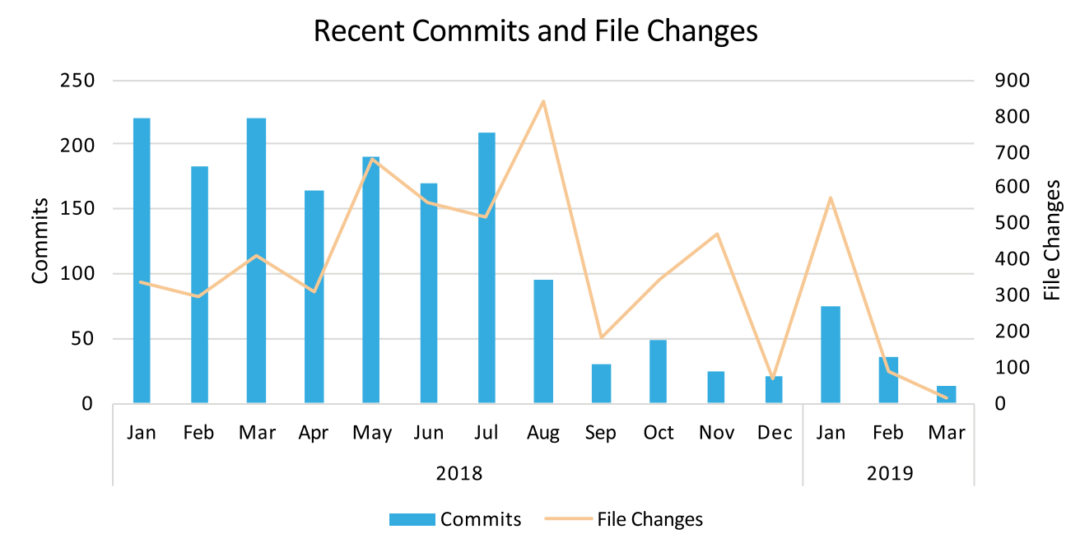 Recent Commits and File Changes
250 900
800
200 700
600
150 500
100 400
300
50 200
100
0 0
Commits
File Changes
Jan Feb Mar Apr May Jun Jul Aug Sep Oct Nov Dec Jan Feb Mar
2018 2019
Commits File Changes